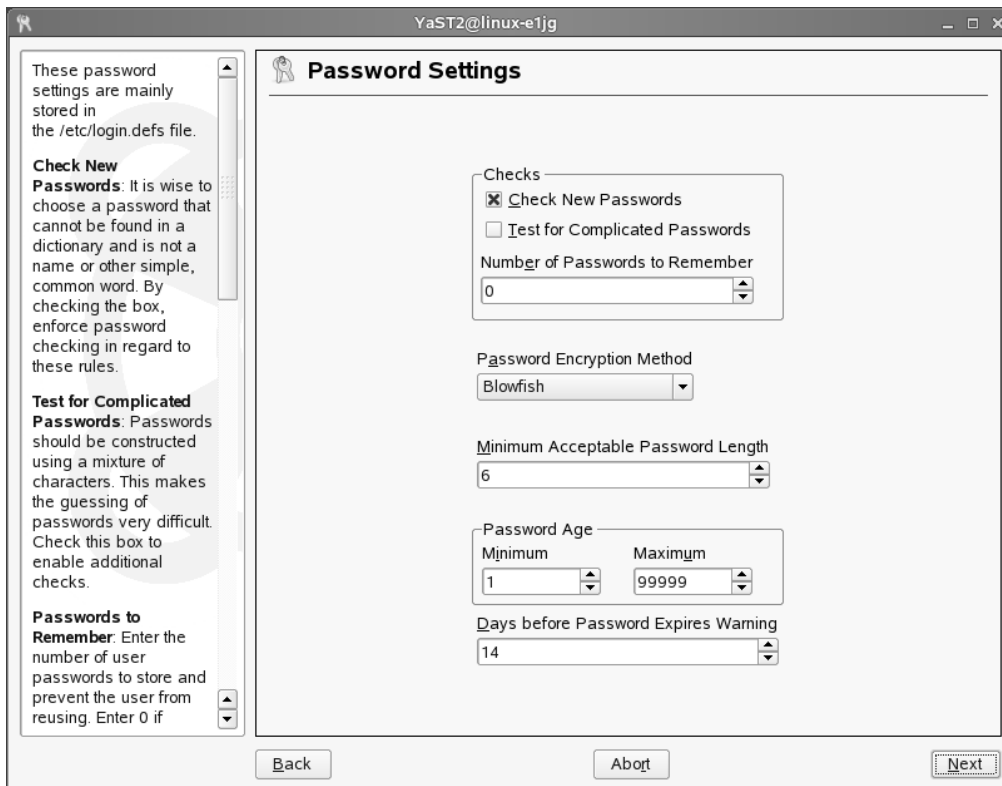 YaST2@linux-e1jg
These password
settings are mainly
stored in
the /etc/login.defs file.
Check New
Passwords: It is wise to
choose a password that
cannot be found in a
dictionary and is not a
name or other simple,
common word. By
checking the box,
enforce password
checking in regard to
these rules.
Test for Complicated
Passwords: Passwords
should be constructed
using a mixture of
characters. This makes
the guessing of
passwords very difficult.
Check this box to
enable additional
checks.
Passwords to
Remember: Enter the
number of user
passwords to store and
prevent the user from
reusing. Enter 0 if
Password Settings
Checks
Check New Passwords
Test for Complicated Passwords
Number of Passwords to Remember
0
Password Encryption Method
Blowfish
Minimum Acceptable Password Length
6
Password Age
Minimum Maximum
1 99999
Days before Password Expires Warning
14
Back Abort Next